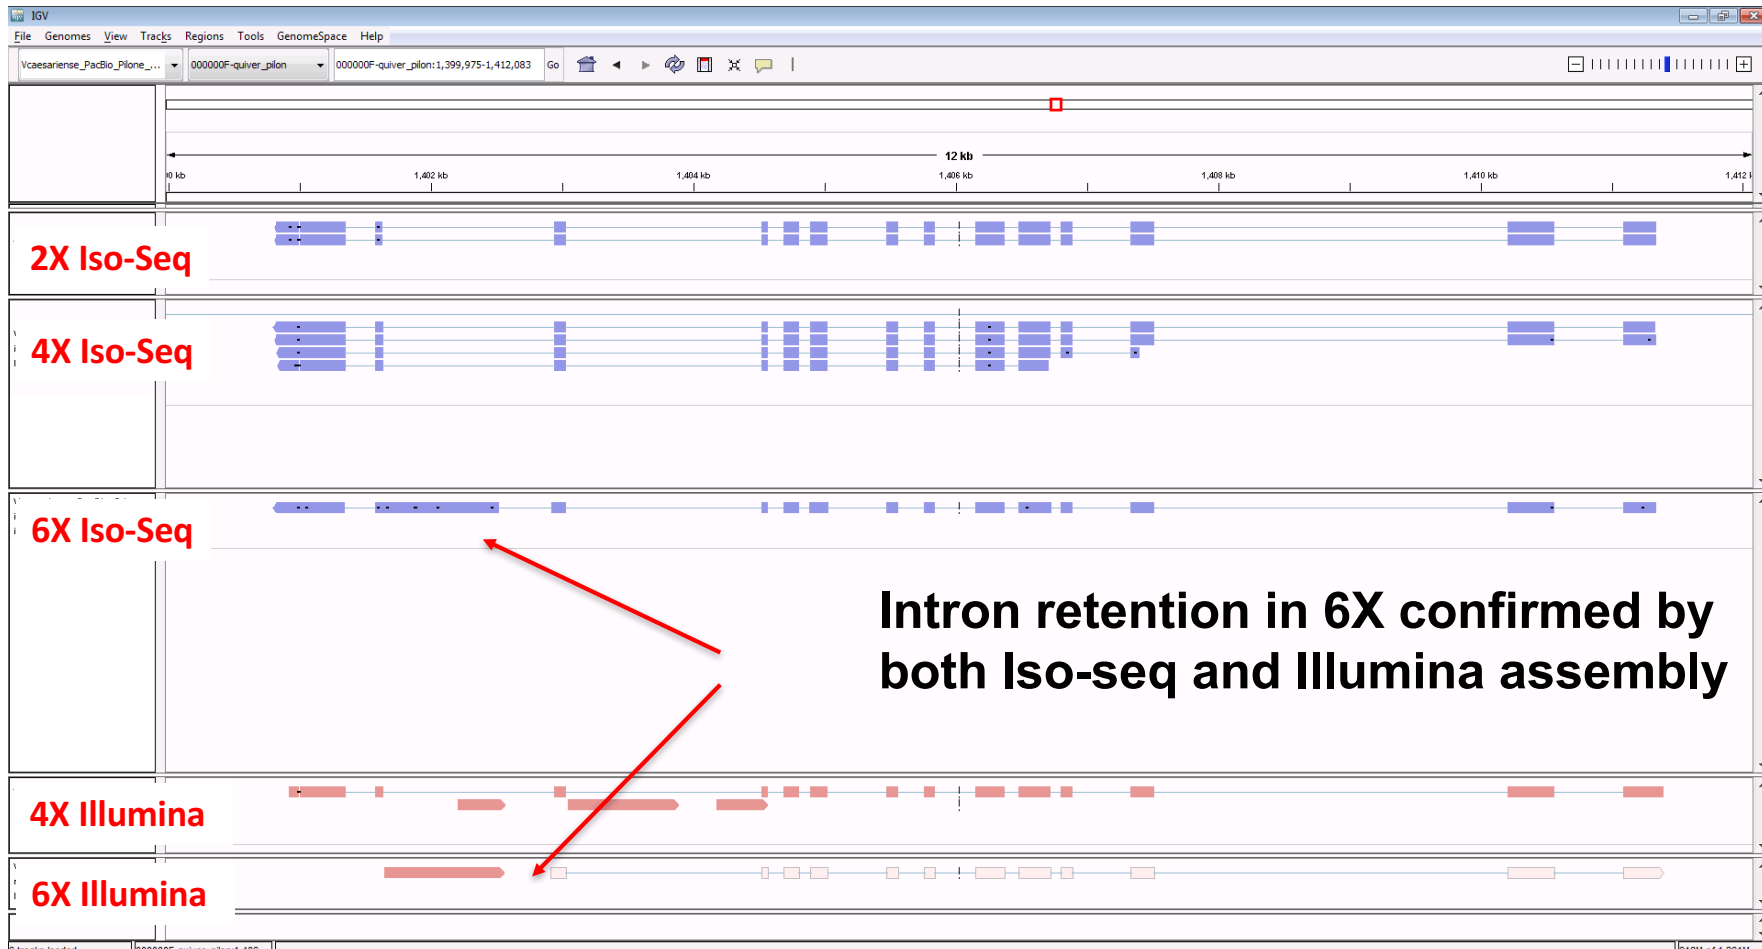 IGV
File Genomes View Tracks Regions Tools GenomeSpace Help
Vcaesariense_PacBio_Pilone_... 000000F-quiver_pilon 000000F-quiver_pilon:1,399,975-1,412,083 Go
12 kb
1,402 kb 1,404 kb 1,406 kb 1,408 kb 1,410 kb
2X Iso-Seq
4X Iso-Seq
6X Iso-Seq
Intron retention in 6X confirmed by
both Iso-seq and Illumina assembly
4X Illumina
6X Illumina